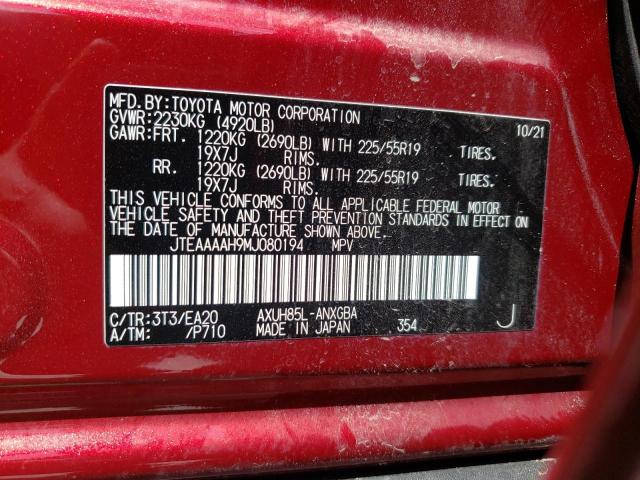 MFD.BY:TOYOTA MOTOR CORPORATION 10/21
GVWR:2230KG (4920LB)
GAWR:FRT. 1220KG (2690LB) WITH 225/55R19 TIRES.
19X7J RIMS.
RR. 1220KG (2690LB) WITH 225/55R19 TIRES.
19X7J RIMS.
THIS VEHICLE CONFORMS TO ALL APPLICABLE FEDERAL MOTOR
VEHICLE SAFETY AND THEFT PREVENTION STANDARDS IN EFFECT ON
THE DATE OF MANUFACTURE SHOWN ABOVE.
JTEAAAAH9MJ080194 MPV
C/TR:3T3/EA20 AXUH85L-ANXGBA
A/TM: /P710 MADE IN JAPAN 354 J